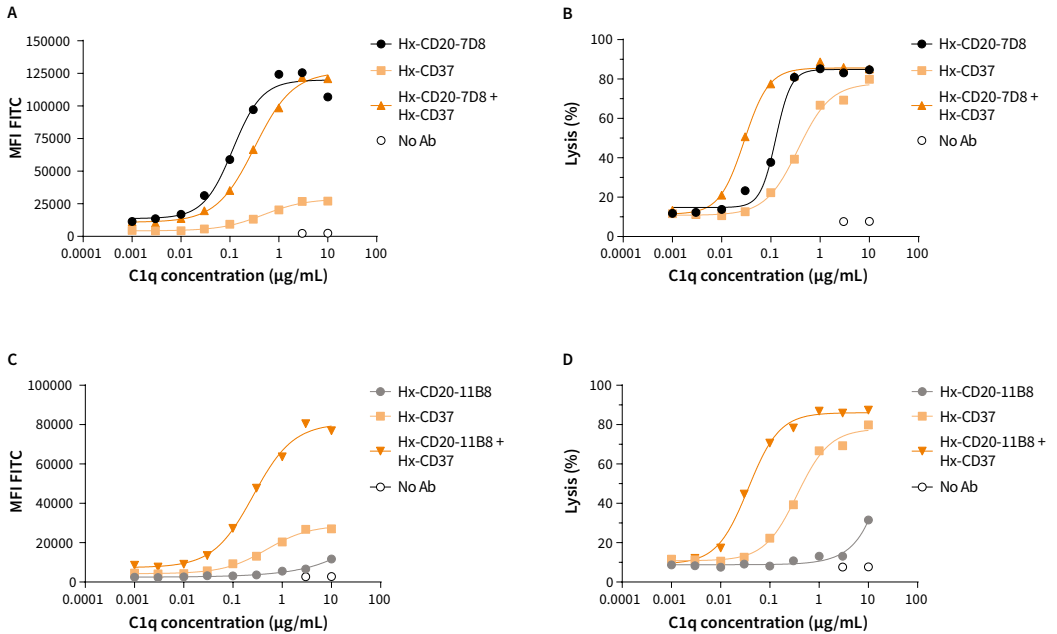 A
150000
125000
100000
75000
50000
25000
0
MFI FITC
0.0001 0.001 0.01 0.1 1 10 100
C1q concentration (µg/mL)
Hx-CD20-7D8
Hx-CD37
Hx-CD20-7D8 +
Hx-CD37
No Ab
B
100
80
60
40
20
0
Lysis (%)
0.0001 0.001 0.01 0.1 1 10 100
C1q concentration (µg/mL)
Hx-CD20-7D8
Hx-CD37
Hx-CD20-7D8 +
Hx-CD37
No Ab
C
100000
80000
60000
40000
20000
0
MFI FITC
0.0001 0.001 0.01 0.1 1 10 100
C1q concentration (µg/mL)
Hx-CD20-11B8
Hx-CD37
Hx-CD20-11B8 +
Hx-CD37
No Ab
D
100
80
60
40
20
0
Lysis (%)
0.0001 0.001 0.01 0.1 1 10 100
C1q concentration (µg/mL)
Hx-CD20-11B8
Hx-CD37
Hx-CD20-11B8 +
Hx-CD37
No Ab